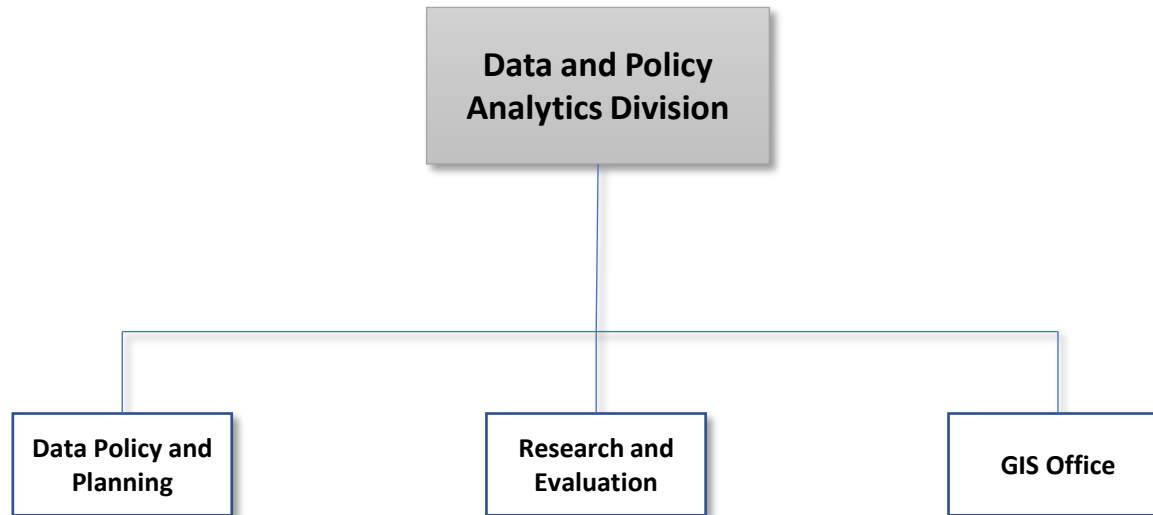 Data and Policy
Analytics Division
Data Policy and
Planning
Research and
Evaluation
GIS Office